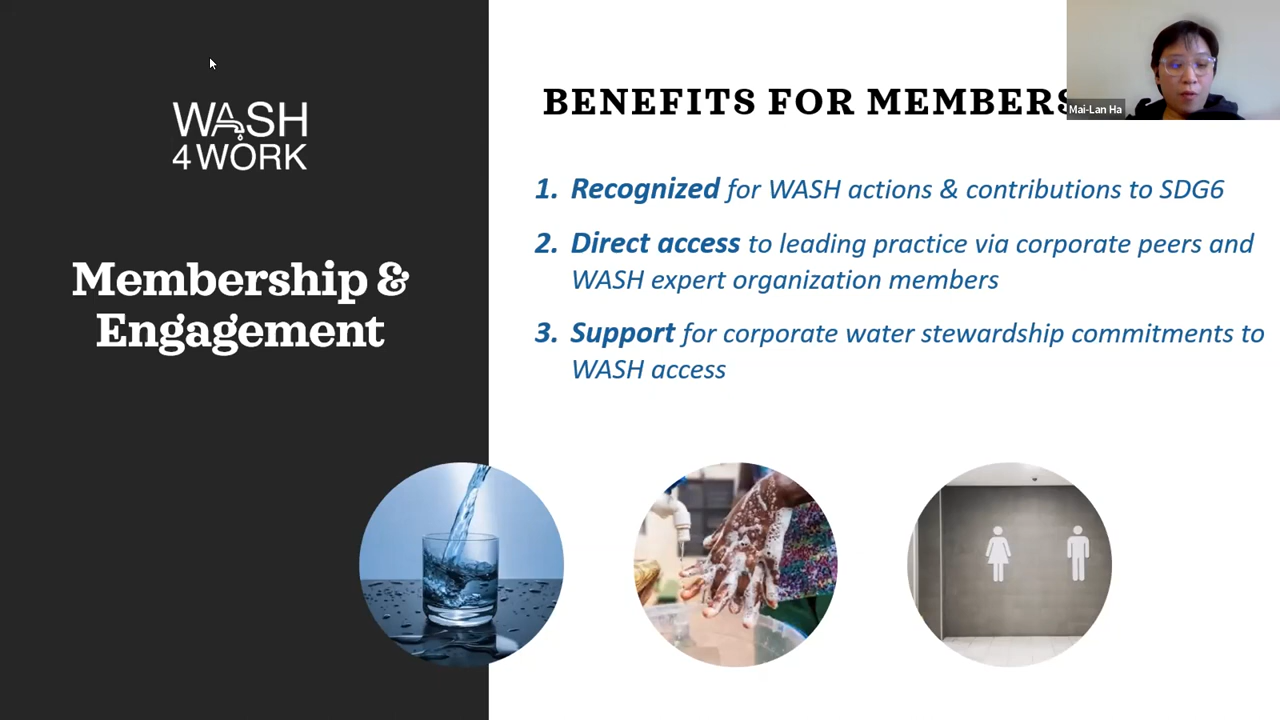 WASH
4 WORK
Membership &
Engagement
BENEFITS FOR MEMBERS
Mai-Lan Ha
1. Recognized for WASH actions & contributions to SDG6
2. Direct access to leading practice via corporate peers and
WASH expert organization members
3. Support for corporate water stewardship commitments to
WASH access